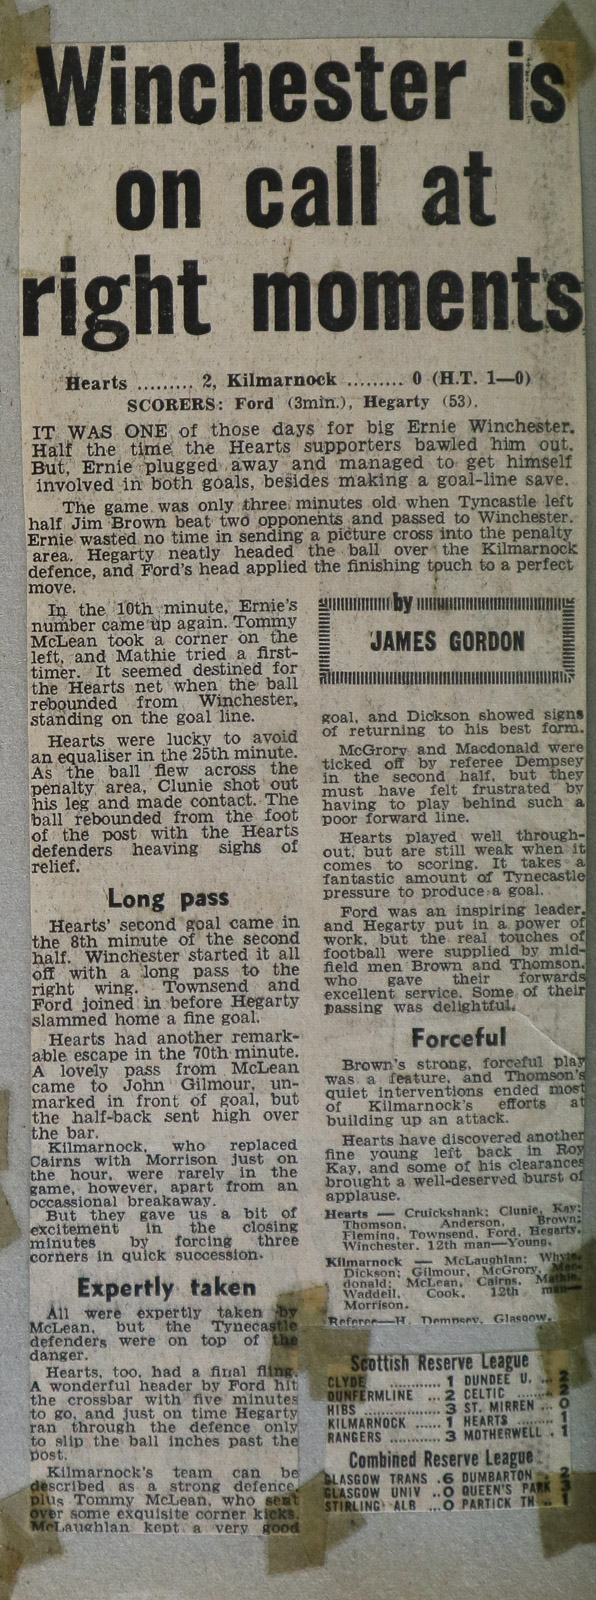 Winchester is
on call at
right moments
Hearts ......... 2, Kilmarnock ......... 0 (H.T. 1—0)
SCORERS: Ford (3min.), Hegarty (53).
IT WAS ONE of those days for big Ernie Winchester.
Half the time the Hearts supporters bawled him out.
But, Ernie plugged away and managed to get himself
involved in both goals, besides making a goal-line save.
The game was only three minutes old when Tyncastle left
half Jim Brown beat two opponents and passed to Winchester.
Ernie wasted no time in sending a picture cross into the penalty
area. Hegarty neatly headed the ball over the Kilmarnock
defence, and Ford's head applied the finishing touch to a perfect
move.
In the 10th minute, Ernie's
number came up again. Tommy
McLean took a corner on the
left, and Mathie tried a first-
timer. It seemed destined for
the Hearts net when the ball
rebounded from Winchester,
standing on the goal line.
Hearts were lucky to avoid
an equaliser in the 25th minute.
As the ball flew across the
penalty area, Clunie shot out
his leg and made contact. The
ball rebounded from the foot
of the post with the Hearts
defenders heaving sighs of
relief.
Long pass
Hearts' second goal came in
the 8th minute of the second
half. Winchester started it all
off with a long pass to the
right wing. Townsend and
Ford joined in before Hegarty
slammed home a fine goal.
Hearts had another remark-
able escape in the 70th minute.
A lovely pass from McLean
came to John Gilmour, un-
marked in front of goal, but
the half-back sent high over
the bar.
Kilmarnock, who replaced
Cairns with Morrison just on
the hour, were rarely in the
game, however, apart from an
occassional breakaway.
But they gave us a bit of
excitement in the closing
minutes by forcing three
corners in quick succession.
Expertly taken
All were expertly taken by
McLean, but the Tynecastle
defenders were on top of the
danger.
Hearts, too, had a final fling.
A wonderful header by Ford hit
the crossbar with five minutes
to go, and just on time Hegarty
ran through the defence only
to slip the ball inches past the
post.
Kilmarnock's team can be
described as a strong defence,
plus Tommy McLean, who sent
over some exquisite corner kicks.
McLaughlan kept a very good
by
JAMES GORDON
goal, and Dickson showed signs
of returning to his best form.
McGrory and Macdonald were
ticked off by referee Dempsey
in the second half, but they
must have felt frustrated by
having to play behind such a
poor forward line.
Hearts played well through-
out, but are still weak when it
comes to scoring. It takes a
fantastic amount of Tynecastle
pressure to produce a goal.
Ford was an inspiring leader,
and Hegarty put in a power of
work, but the real touches of
football were supplied by mid-
field men Brown and Thomson,
who gave their forwards
excellent service. Some of their
passing was delightful.
Forceful
Brown's strong, forceful play
was a feature, and Thomson's
quiet interventions ended most
of Kilmarnock's efforts at
building up an attack.
Hearts have discovered another
fine young left back in Roy
Kay, and some of his clearances
brought a well-deserved burst of
applause.
Hearts — Cruickshank; Clunie, Kay;
Thomson, Anderson, Brown;
Fleming, Townsend, Ford, Hegarty,
Winchester. 12th man—Young.
Kilmarnock — McLaughlan; Whyte,
Dickson; Gilmour, McGrory, Mac-
donald; McLean, Cairns, Mathie,
Waddell, Cook. 12th man—
Morrison.
Referee—H. Dempsey, Glasgow.
Scottish Reserve League
CLYDE ......... 1 DUNDEE U. ... 2
DUNFERMLINE ... 2 CELTIC ....... 2
HIBS .......... 3 ST. MIRREN ... 0
KILMARNOCK ...... 1 HEARTS ....... 1
RANGERS ........ 3 MOTHERWELL . 1
Combined Reserve League
GLASGOW TRANS .6 DUMBARTON . 2
GLASGOW UNIV ..0 QUEEN'S PARK 3
STIRLING ALB ...0 PARTICK TH .. 1